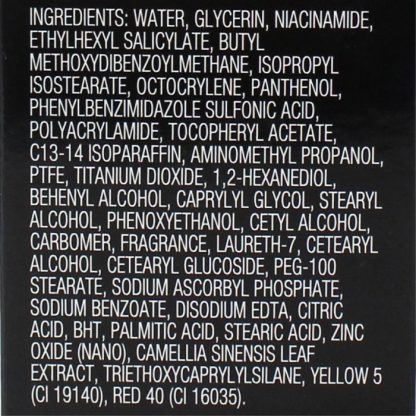 INGREDIENTS: WATER, GLYCERIN, NIACINAMIDE,
ETHYLHEXYL SALICYLATE, BUTYL
METHOXYDIBENZOYLMETHANE, ISOPROPYL
ISOSTEARATE, OCTOCRYLENE, PANTHENOL,
PHENYLBENZIMIDAZOLE SULFONIC ACID,
POLYACRYLAMIDE, TOCOPHERYL ACETATE,
C13-14 ISOPARAFFIN, AMINOMETHYL PROPANOL,
PTFE, TITANIUM DIOXIDE, 1,2-HEXANEDIOL,
BEHENYL ALCOHOL, CAPRYLYL GLYCOL, STEARYL
ALCOHOL, PHENOXYETHANOL, CETYL ALCOHOL,
CARBOMER, FRAGRANCE, LAURETH-7, CETEARYL
ALCOHOL, CETEARYL GLUCOSIDE, PEG-100
STEARATE, SODIUM ASCORBYL PHOSPHATE,
SODIUM BENZOATE, DISODIUM EDTA, CITRIC
ACID, BHT, PALMITIC ACID, STEARIC ACID, ZINC
OXIDE (NANO), CAMELLIA SINENSIS LEAF
EXTRACT, TRIETHOXYCAPRYLYLSILANE, YELLOW 5
(CI 19140), RED 40 (CI 16035).